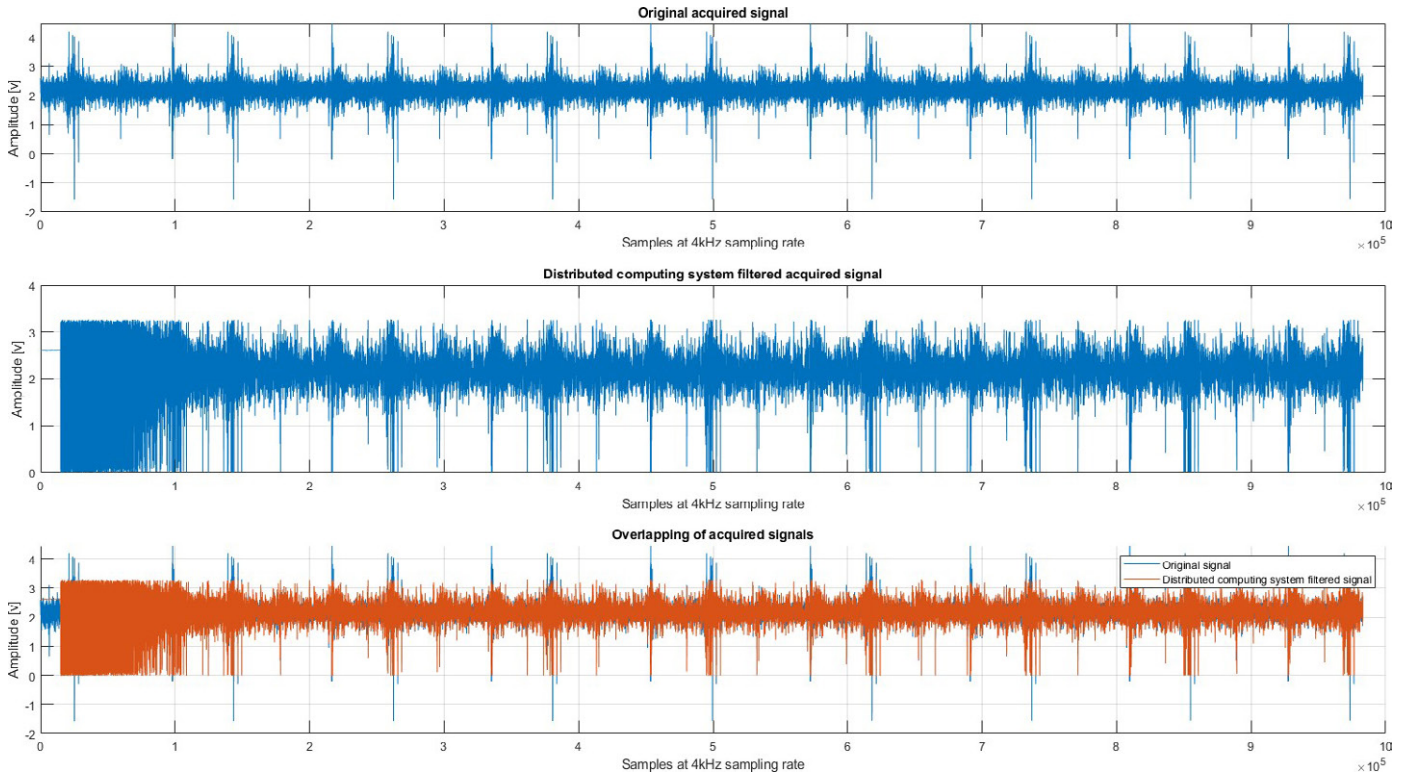 Original acquired signal
4
3
2
1
0
-1
-2
Amplitude [v]
0 1 2 3 4 5 6 7 8 9 10
Samples at 4kHz sampling rate
×10^5
Distributed computing system filtered acquired signal
4
3
2
1
0
Amplitude [v]
0 1 2 3 4 5 6 7 8 9 10
Samples at 4kHz sampling rate
×10^5
Overlapping of acquired signals
4
3
2
1
0
-1
-2
Amplitude [v]
Original signal
Distributed computing system filtered signal
0 1 2 3 4 5 6 7 8 9 10
Samples at 4kHz sampling rate
×10^5